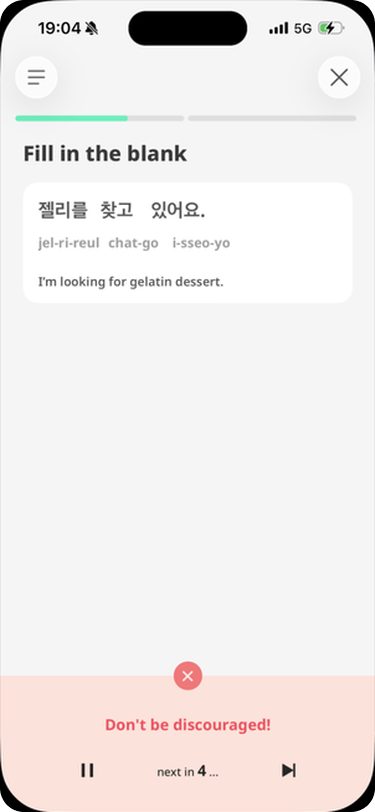 19:04 5G
Fill in the blank
젤리를 찾고 있어요.
jel-ri-reul chat-go i-sseo-yo
I'm looking for gelatin dessert.
Don't be discouraged!
next in 4 ...